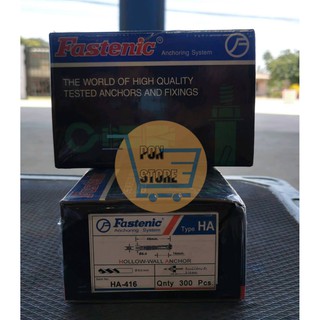 Fastenic
Anchoring System
THE WORLD OF HIGH QUALITY
TESTED ANCHORS AND FIXINGS
PSN
STORE
Fastenic
Anchoring System
Type HA
HOLLOW-WALL ANCHOR
HA-416
Qnty 300 Pcs